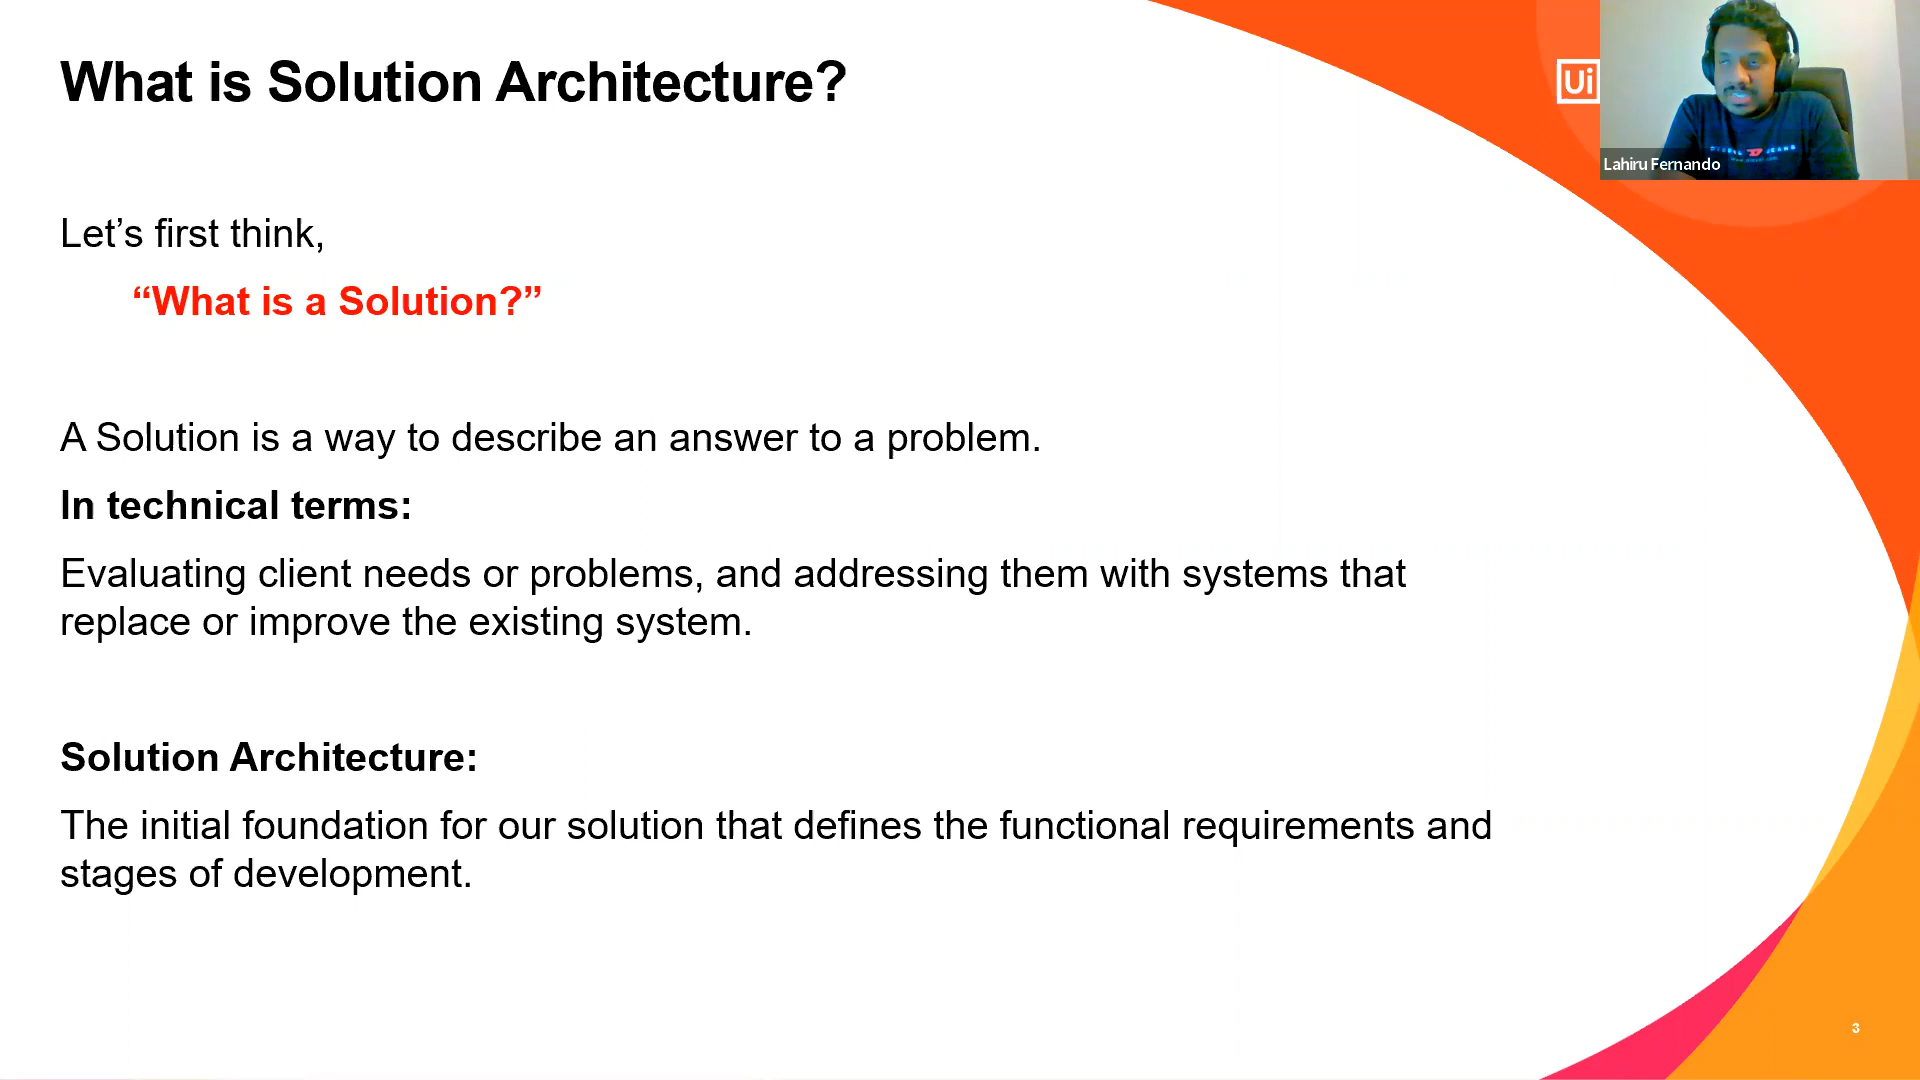 What is Solution Architecture?
Ui
Lahiru Fernando
Let’s first think,
“What is a Solution?”
A Solution is a way to describe an answer to a problem.
In technical terms:
Evaluating client needs or problems, and addressing them with systems that
replace or improve the existing system.
Solution Architecture:
The initial foundation for our solution that defines the functional requirements and
stages of development.
3